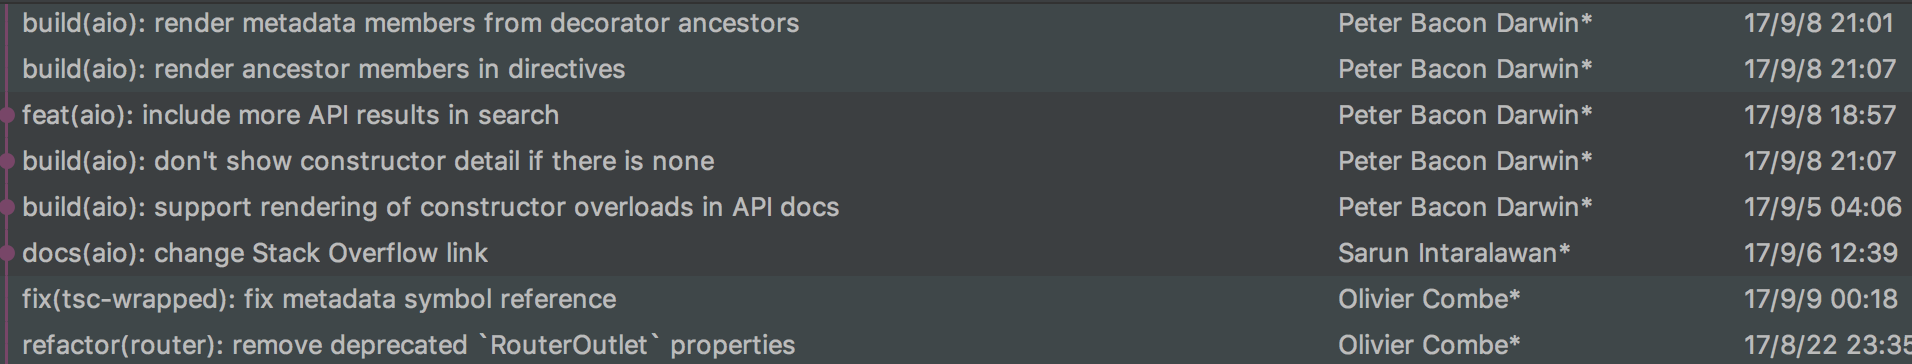 build(aio): render metadata members from decorator ancestors Peter Bacon Darwin* 17/9/8 21:01
build(aio): render ancestor members in directives Peter Bacon Darwin* 17/9/8 21:07
feat(aio): include more API results in search Peter Bacon Darwin* 17/9/8 18:57
build(aio): don't show constructor detail if there is none Peter Bacon Darwin* 17/9/8 21:07
build(aio): support rendering of constructor overloads in API docs Peter Bacon Darwin* 17/9/5 04:06
docs(aio): change Stack Overflow link Sarun Intaralawan* 17/9/6 12:39
fix(tsc-wrapped): fix metadata symbol reference Olivier Combe* 17/9/9 00:18
refactor(router): remove deprecated `RouterOutlet` properties Olivier Combe* 17/8/22 23:35